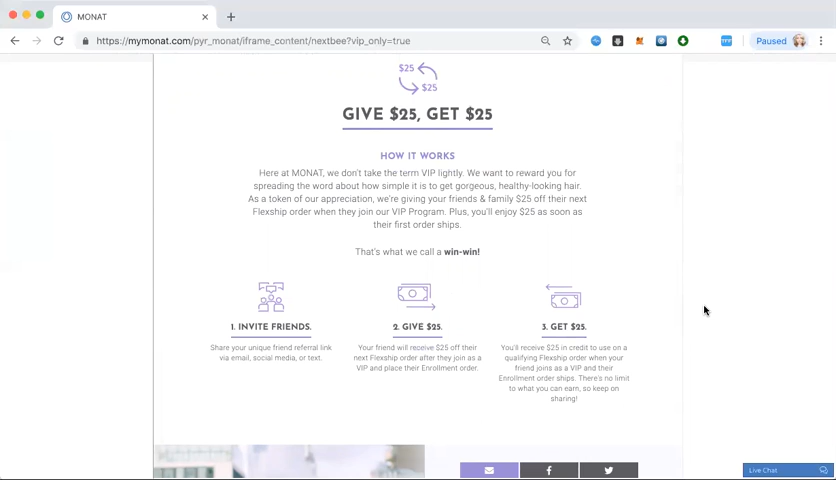 MONAT
https://mymonat.com/pyr_monat/iframe_content/nextbee?vip_only=true
Paused
$25
$25
GIVE $25, GET $25
HOW IT WORKS
Here at MONAT, we don't take the term VIP lightly. We want to reward you for
spreading the word about how simple it is to get gorgeous, healthy-looking hair.
As a token of our appreciation, we're giving your friends & family $25 off their next
Flexship order when they join our VIP Program. Plus, you'll enjoy $25 as soon as
their first order ships.
That's what we call a win-win!
1. INVITE FRIENDS.
Share your unique friend referral link
via email, social media, or text.
2. GIVE $25.
Your friend will receive $25 off their
next Flexship order after they join as a
VIP and place their Enrollment order.
3. GET $25.
You'll receive $25 in credit to use on a
qualifying Flexship order when your
friend joins as a VIP and their
Enrollment order ships. There's no limit
to what you can earn, so keep on
sharing!
Live Chat